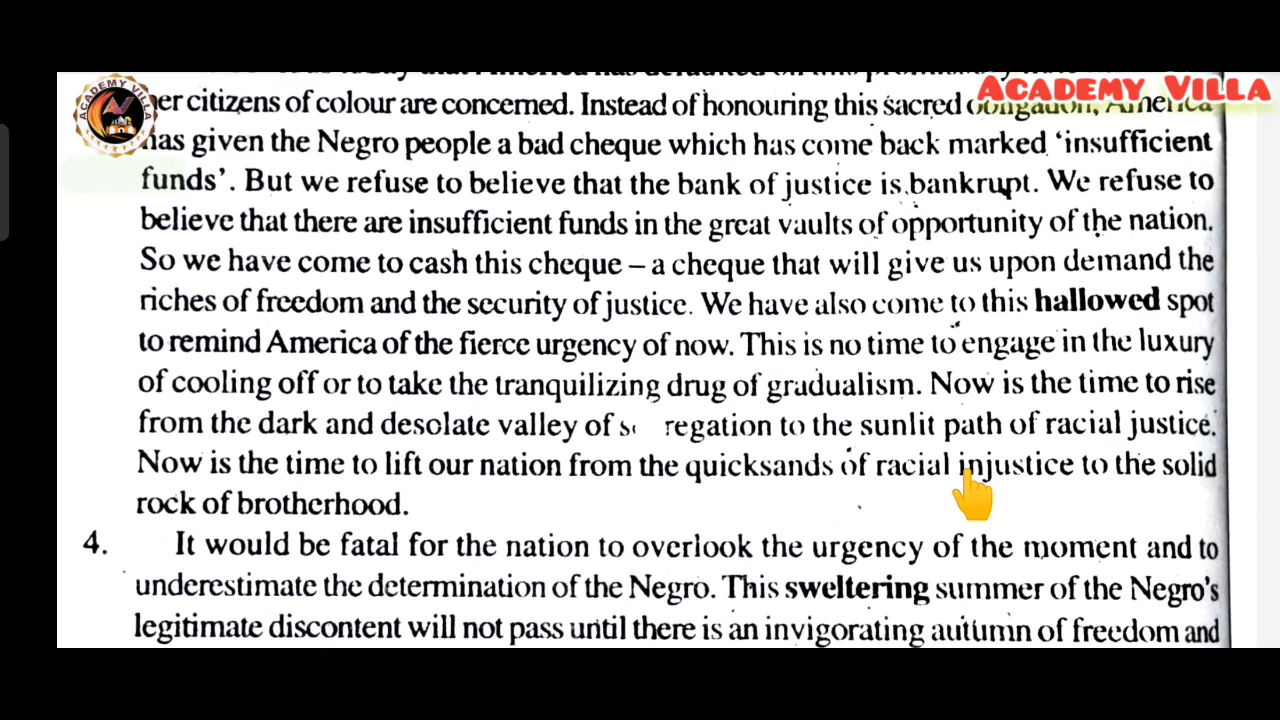 ACADEMY VILLA
ACADEMY VILLA
her citizens of colour are concerned. Instead of honouring this sacred obligation, America
has given the Negro people a bad cheque which has come back marked 'insufficient
funds'. But we refuse to believe that the bank of justice is bankrupt. We refuse to
believe that there are insufficient funds in the great vaults of opportunity of the nation.
So we have come to cash this cheque – a cheque that will give us upon demand the
riches of freedom and the security of justice. We have also come to this hallowed spot
to remind America of the fierce urgency of now. This is no time to engage in the luxury
of cooling off or to take the tranquilizing drug of gradualism. Now is the time to rise
from the dark and desolate valley of se regation to the sunlit path of racial justice.
Now is the time to lift our nation from the quicksands of racial injustice to the solid
rock of brotherhood.
4. It would be fatal for the nation to overlook the urgency of the moment and to
underestimate the determination of the Negro. This sweltering summer of the Negro's
legitimate discontent will not pass until there is an invigorating autumn of freedom and